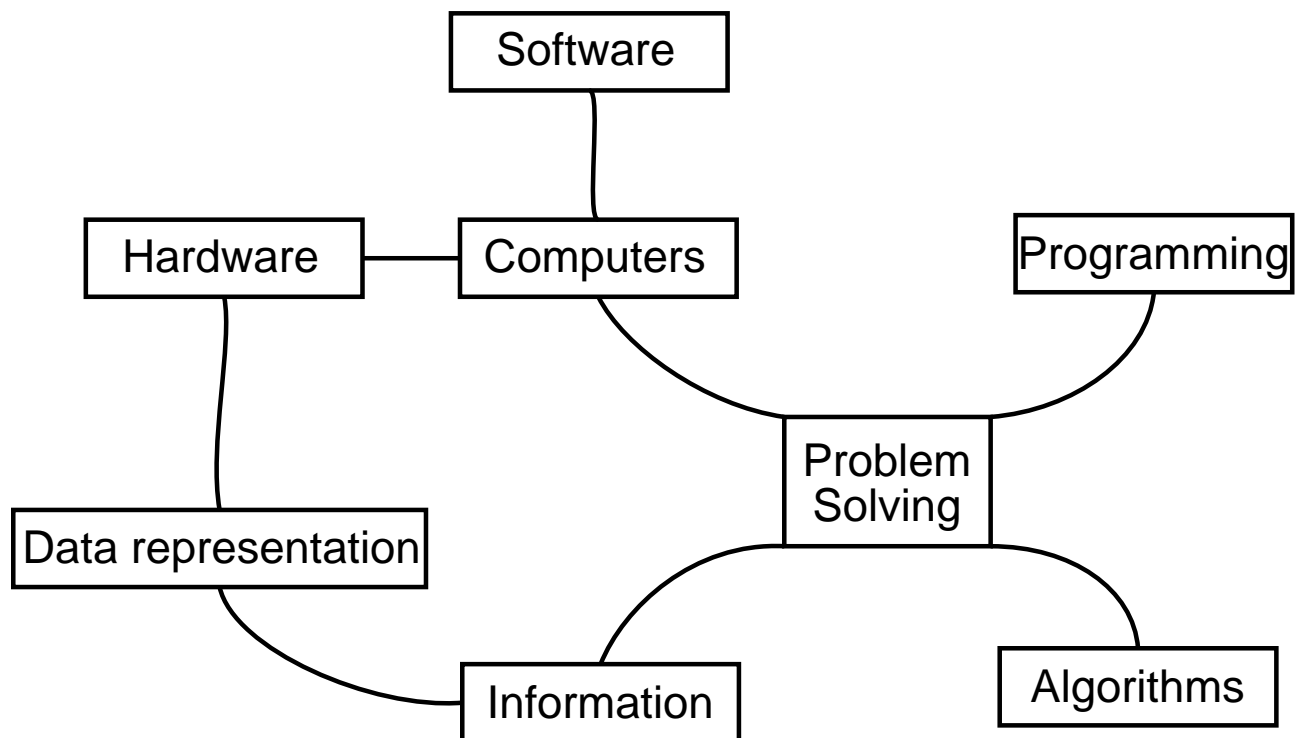 Software
Hardware
Computers
Programming
Problem
Solving
Data representation
Information
Algorithms